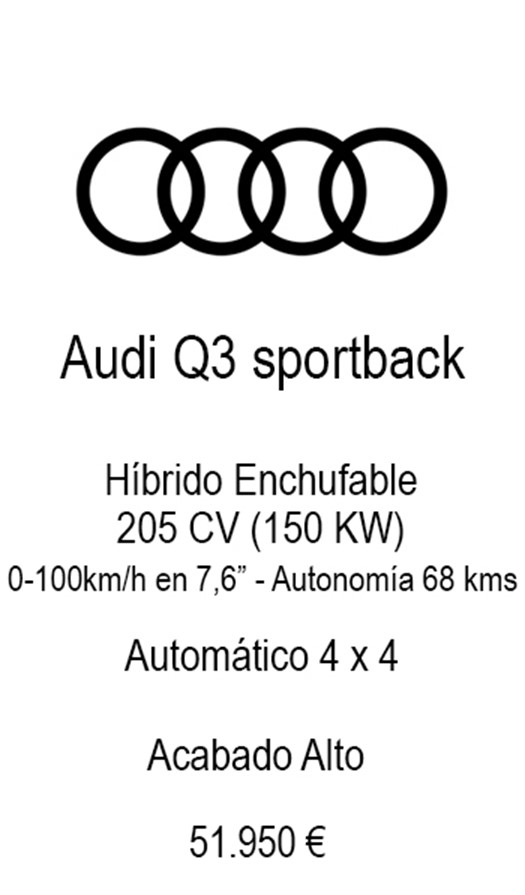 Audi Q3 sportback
Híbrido Enchufable
205 CV (150 KW)
0-100km/h en 7,6” - Autonomía 68 kms
Automático 4 x 4
Acabado Alto
51.950 €